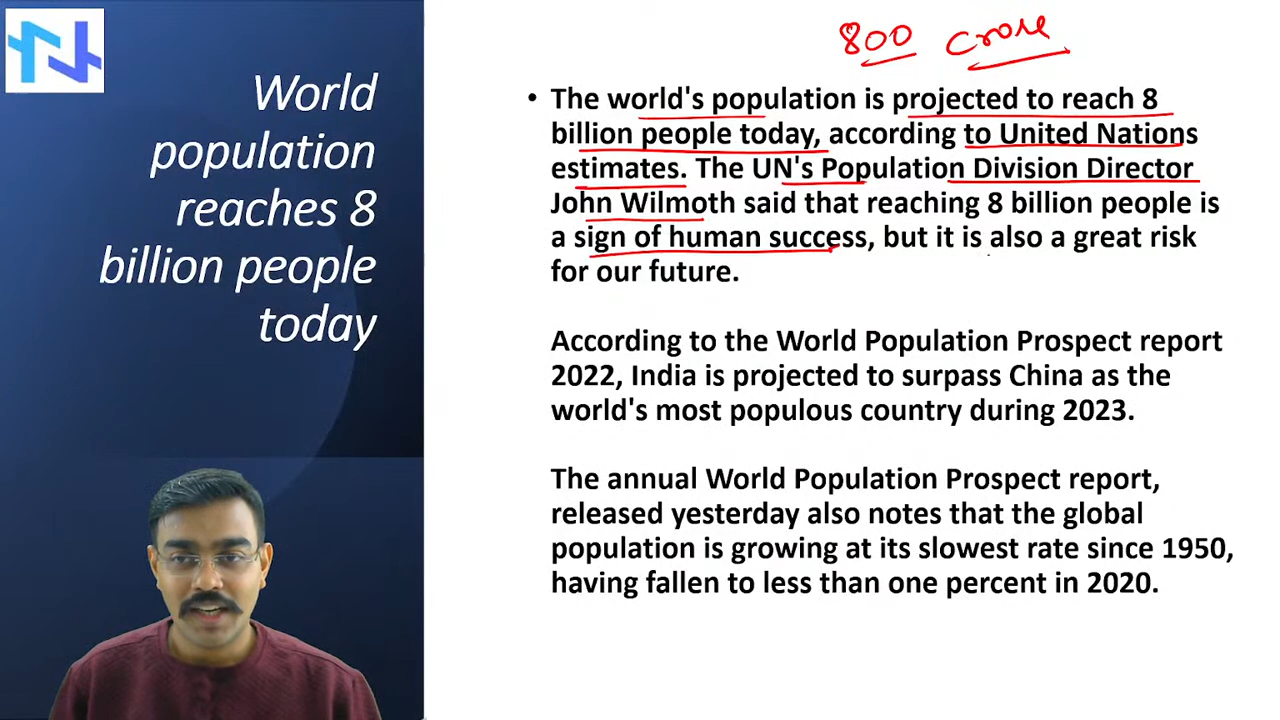 World
population
reaches 8
billion people
today
800 crore
• The world's population is projected to reach 8
billion people today, according to United Nations
estimates. The UN's Population Division Director
John Wilmoth said that reaching 8 billion people is
a sign of human success, but it is also a great risk
for our future.
According to the World Population Prospect report
2022, India is projected to surpass China as the
world's most populous country during 2023.
The annual World Population Prospect report,
released yesterday also notes that the global
population is growing at its slowest rate since 1950,
having fallen to less than one percent in 2020.